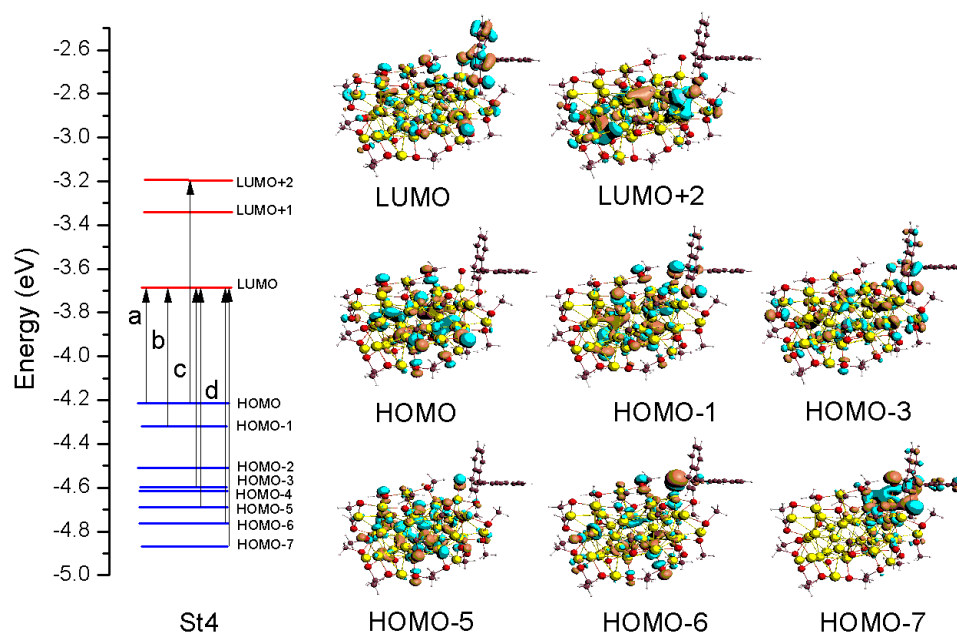 -2.6
-2.8
-3.0
-3.2
-3.4
-3.6
-3.8
-4.0
-4.2
-4.4
-4.6
-4.8
-5.0
Energy (eV)
LUMO+2
LUMO+1
LUMO
a
b
c
d
HOMO
HOMO-1
HOMO-2
HOMO-3
HOMO-4
HOMO-5
HOMO-6
HOMO-7
St4
LUMO
LUMO+2
HOMO
HOMO-1
HOMO-3
HOMO-5
HOMO-6
HOMO-7